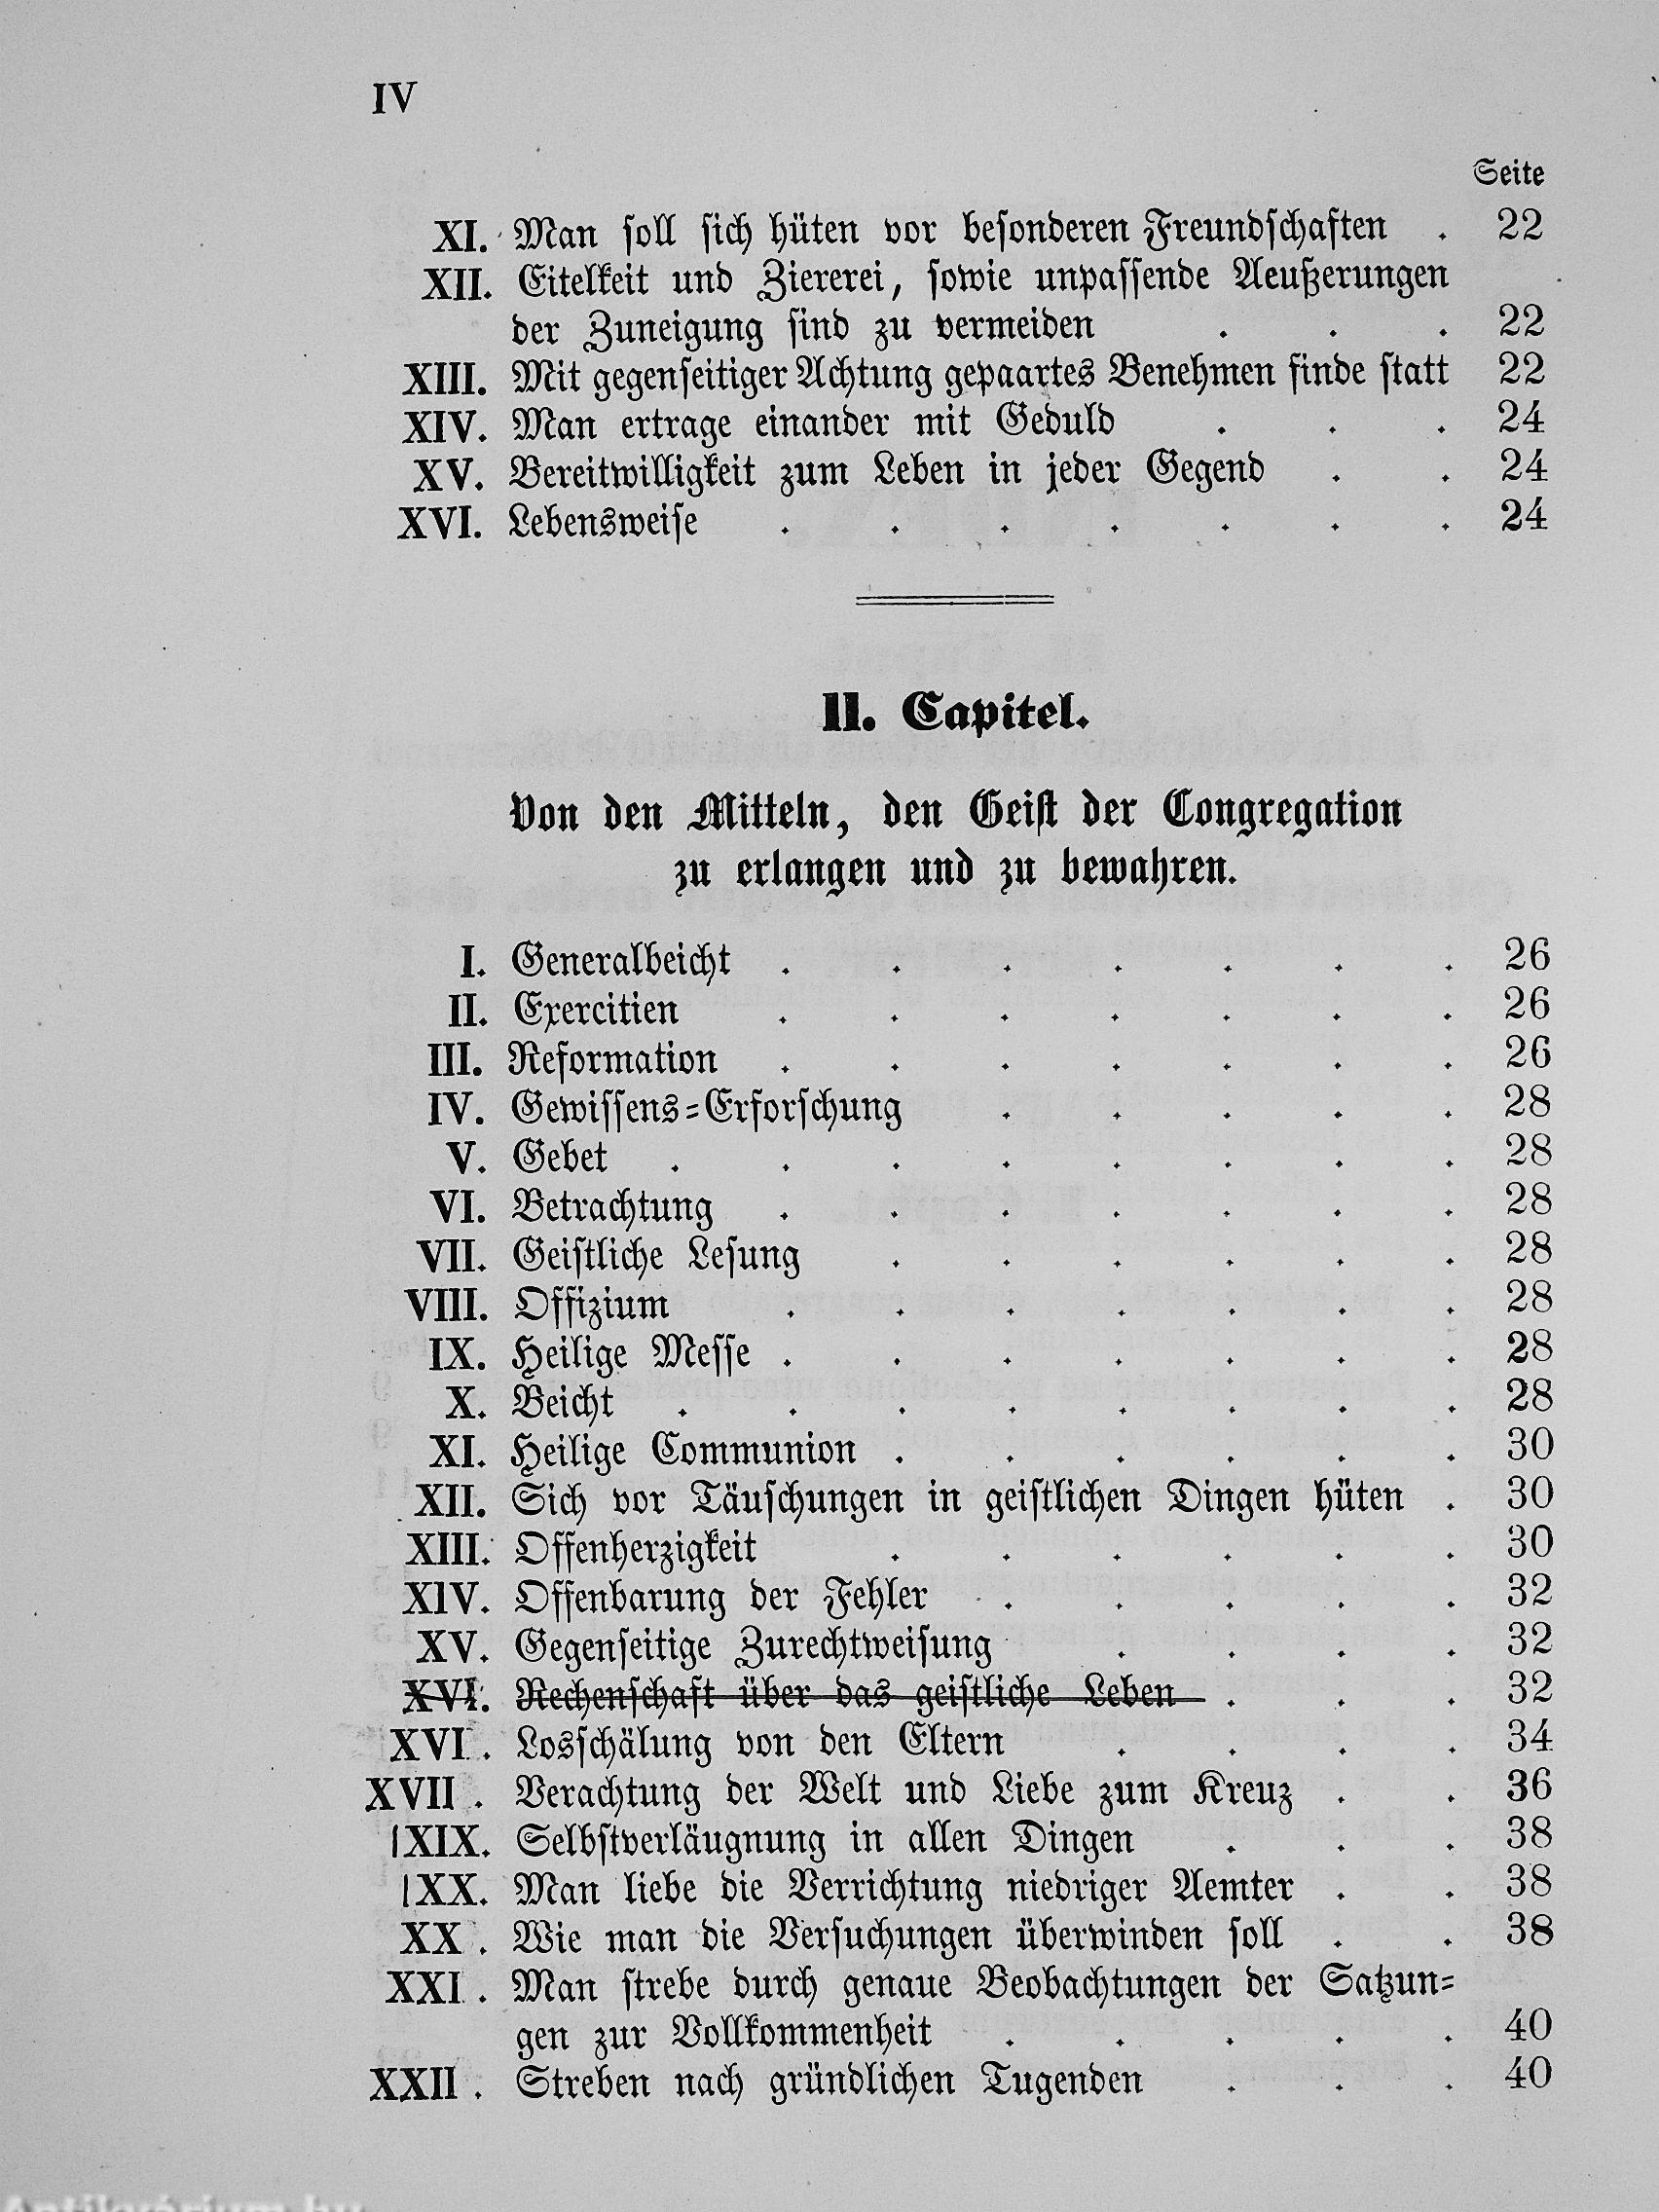 IV
Seite
XI. Man soll sich hüten vor besonderen Freundschaften . 22
XII. Eitelkeit und Ziererei, sowie unpassende Aeußerungen
der Zuneigung sind zu vermeiden . . . 22
XIII. Mit gegenseitiger Achtung gepaartes Benehmen finde statt 22
XIV. Man ertrage einander mit Geduld . . . 24
XV. Bereitwilligkeit zum Leben in jeder Gegend . . 24
XVI. Lebensweise . . . . . . . 24
II. Capitel.
Von den Mitteln, den Geist der Congregation
zu erlangen und zu bewahren.
I. Generalbeicht . . . . . . . 26
II. Exercitien . . . . . . . 26
III. Reformation . . . . . . . 26
IV. Gewissens=Erforschung . . . . . 28
V. Gebet . . . . . . . . 28
VI. Betrachtung . . . . . . . 28
VII. Geistliche Lesung . . . . . . 28
VIII. Offizium . . . . . . . 28
IX. Heilige Messe . . . . . . . 28
X. Beicht . . . . . . . . 28
XI. Heilige Communion . . . . . . 30
XII. Sich vor Täuschungen in geistlichen Dingen hüten . 30
XIII. Offenherzigkeit . . . . . . 30
XIV. Offenbarung der Fehler . . . . . 32
XV. Gegenseitige Zurechtweisung . . . . 32
XVI. Rechenschaft über das geistliche Leben . . . 32
XVI . Losschälung von den Eltern . . . . 34
XVII . Verachtung der Welt und Liebe zum Kreuz . . 36
XIX. Selbstverläugnung in allen Dingen . . . 38
XX. Man liebe die Verrichtung niedriger Aemter . . 38
XX . Wie man die Versuchungen überwinden soll . . 38
XXI . Man strebe durch genaue Beobachtungen der Satzun=
gen zur Vollkommenheit . . . . . 40
XXII . Streben nach gründlichen Tugenden . . . 40